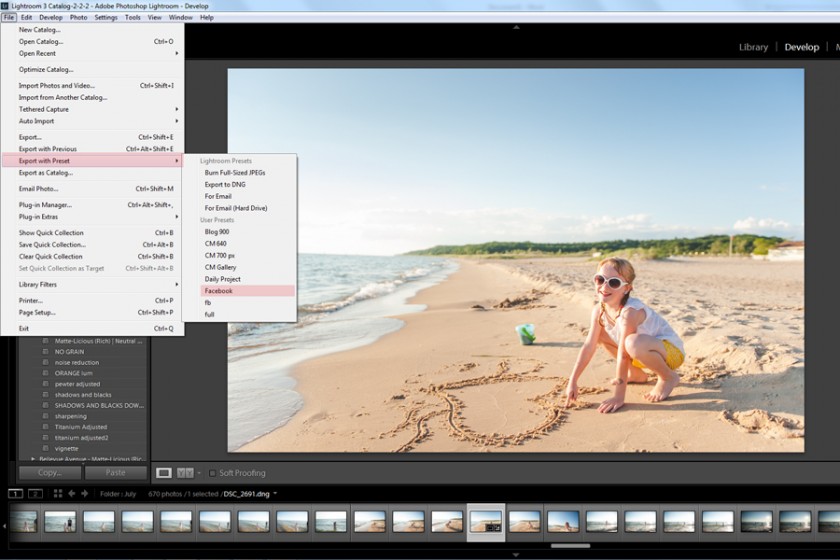 Lightroom 3 Catalog-2-2-2 - Adobe Photoshop Lightroom - Develop
File Edit Develop Photo Settings Tools View Window Help
New Catalog...
Open Catalog... Ctrl+O
Open Recent
Optimize Catalog...
Import Photos and Video... Ctrl+Shift+I
Import from Another Catalog...
Tethered Capture
Auto Import
Export... Ctrl+Shift+E
Export with Previous Ctrl+Alt+Shift+E
Export with Preset
Export as Catalog...
Email Photo... Ctrl+Shift+M
Plug-in Manager... Ctrl+Alt+Shift+,
Plug-in Extras
Show Quick Collection Ctrl+B
Save Quick Collection... Ctrl+Alt+B
Clear Quick Collection Ctrl+Shift+B
Set Quick Collection as Target Ctrl+Shift+Alt+B
Library Filters
Printer... Ctrl+P
Page Setup... Ctrl+Shift+P
Exit Ctrl+Q
Lightroom Presets
Burn Full-Sized JPEGs
Export to DNG
For Email
For Email (Hard Drive)
User Presets
Blog 900
CM 640
CM 700 px
CM Gallery
Daily Project
Facebook
fb
full
Library | Develop |
Matte-Licious (Rich) | Neutral ...
NO GRAIN
noise reduction
ORANGE lum
pewter adjusted
shadows and blacks
SHADOWS AND BLACKS DOW...
sharpening
Titanium Adjusted
titanium adjusted2
vignette
Bellevue Avenue - Matte-Licious (Rich)
Copy... Paste
Soft Proofing
1 2 Folder : July 670 photos / 1 selected / DSC_2691.dng